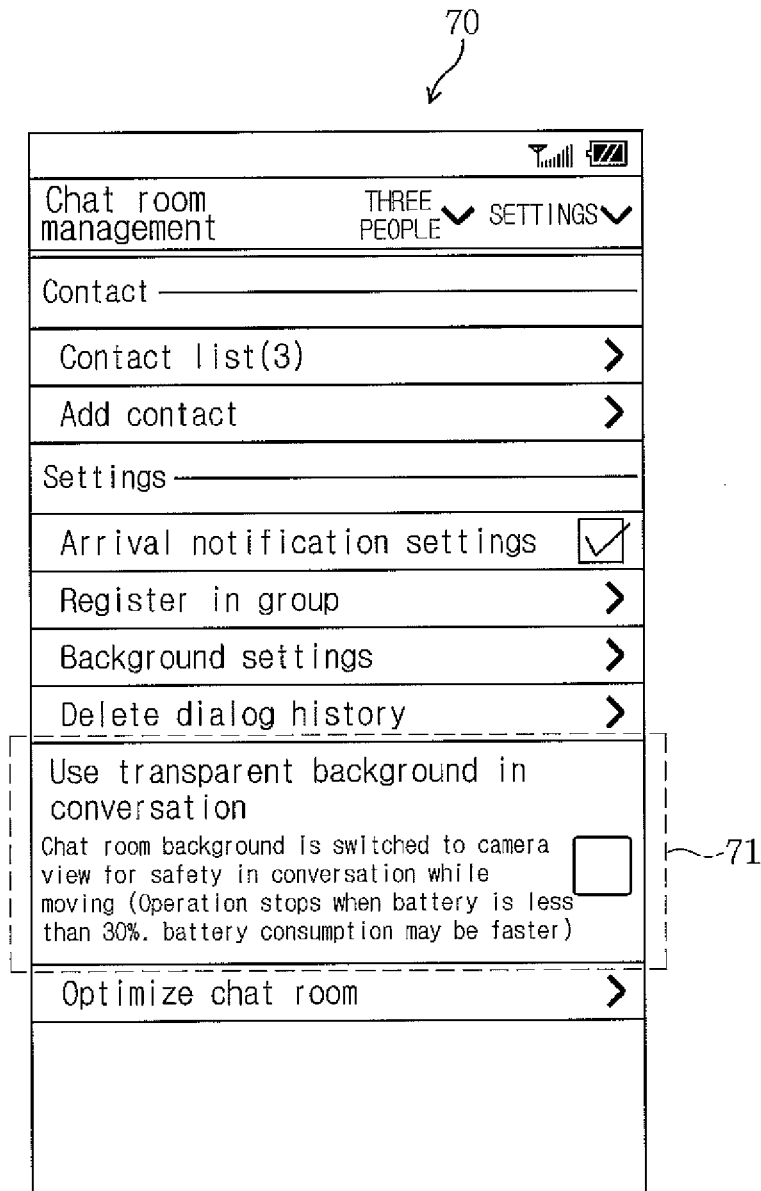 70
Chat room management
THREE PEOPLE
SETTINGS
Contact
Contact list(3)
Add contact
Settings
Arrival notification settings
Register in group
Background settings
Delete dialog history
Use transparent background in
conversation
Chat room background is switched to camera
view for safety in conversation while
moving (Operation stops when battery is less
than 30%. battery consumption may be faster)
71
Optimize chat room